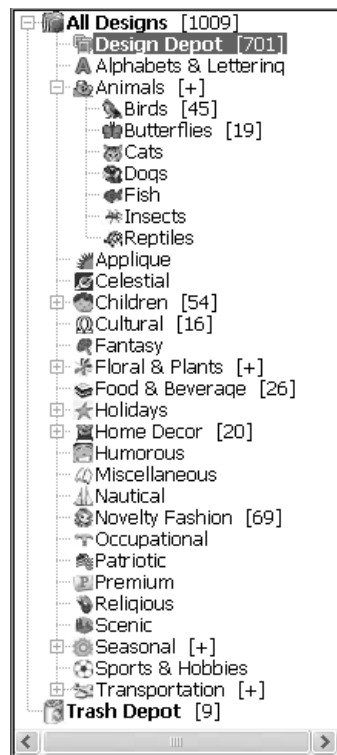 All Designs [1009]
Design Depot [701]
Alphabets & Lettering
Animals [+]
Birds [45]
Butterflies [19]
Cats
Dogs
Fish
Insects
Reptiles
Applique
Celestial
Children [54]
Cultural [16]
Fantasy
Floral & Plants [+]
Food & Beverage [26]
Holidays
Home Decor [20]
Humorous
Miscellaneous
Nautical
Novelty Fashion [69]
Occupational
Patriotic
Premium
Religious
Scenic
Seasonal [+]
Sports & Hobbies
Transportation [+]
Trash Depot [9]